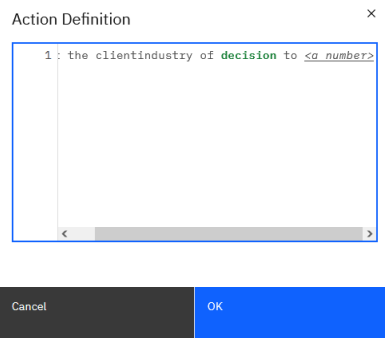 Action Definition
1 the clientindustry of decision to <a number>
Cancel
OK